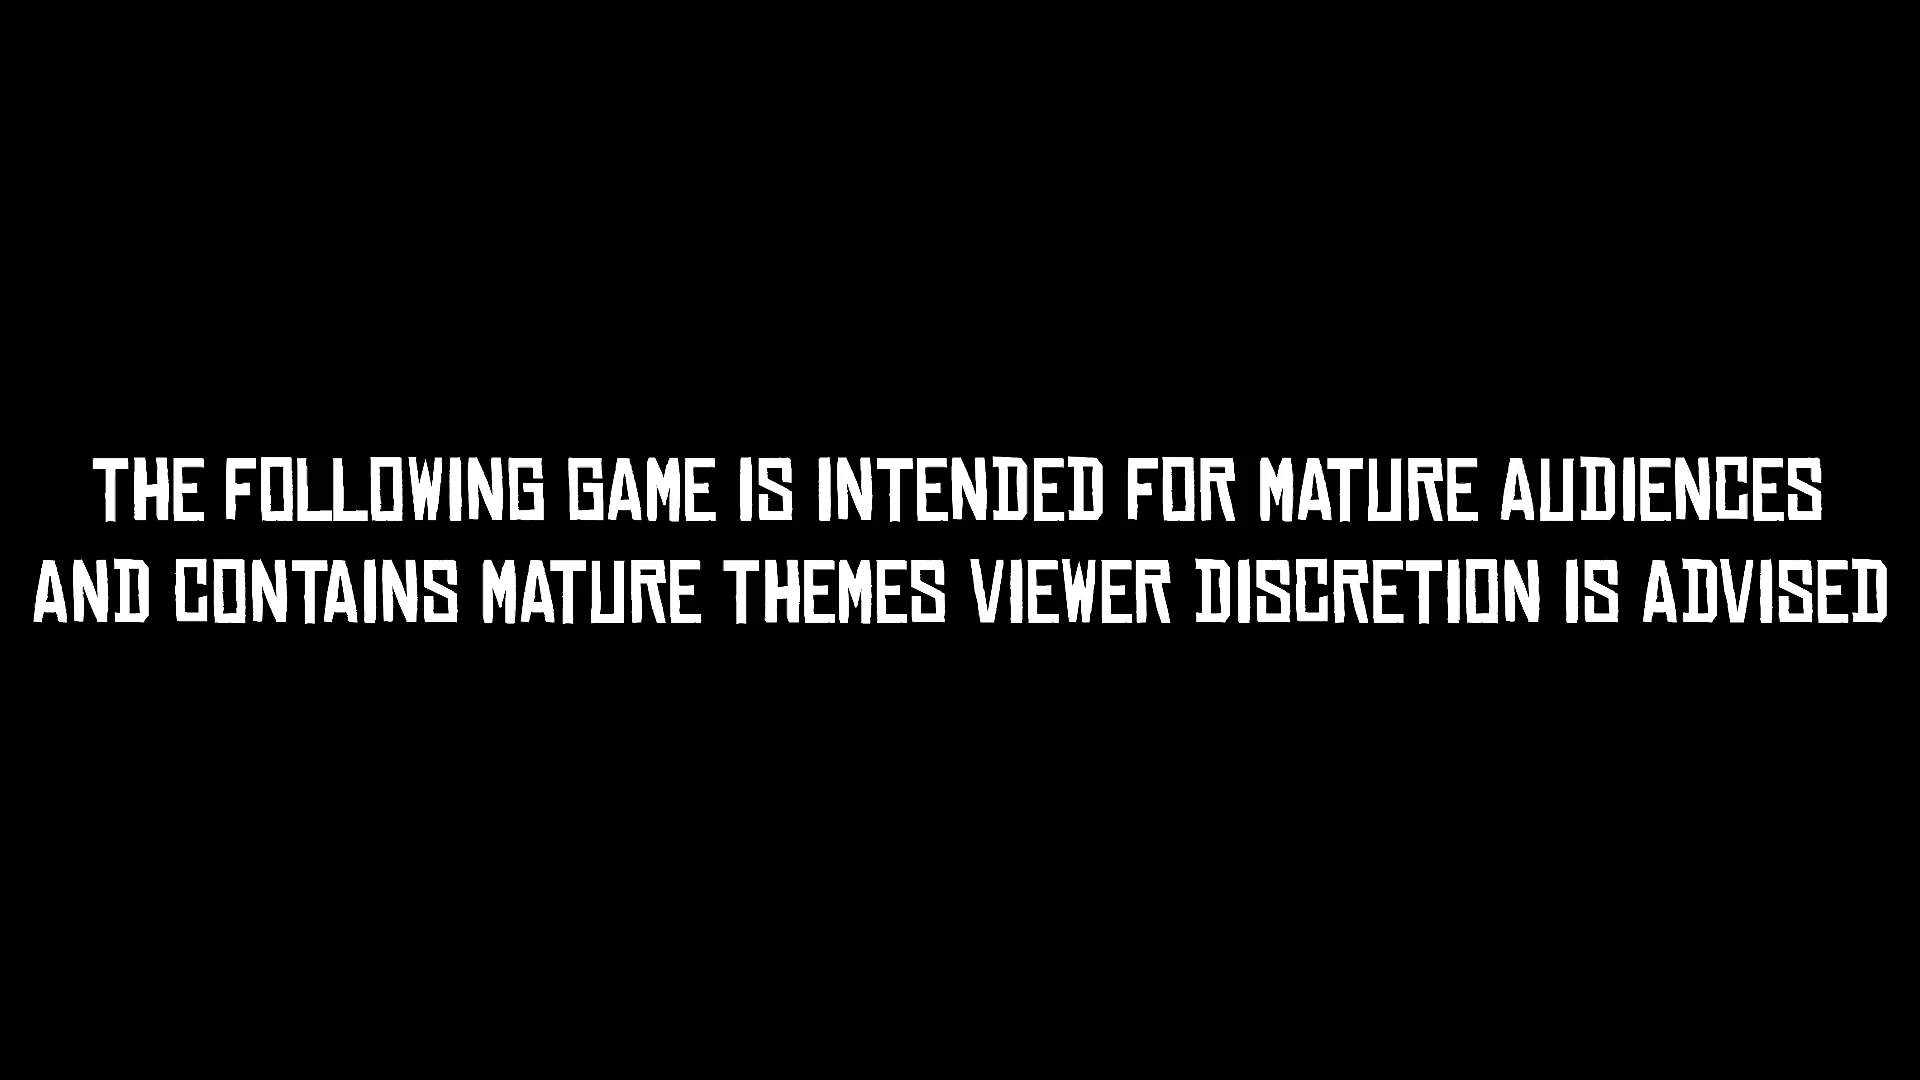 THE FOLLOWING GAME IS INTENDED FOR MATURE AUDIENCES
AND CONTAINS MATURE THEMES VIEWER DISCRETION IS ADVISED